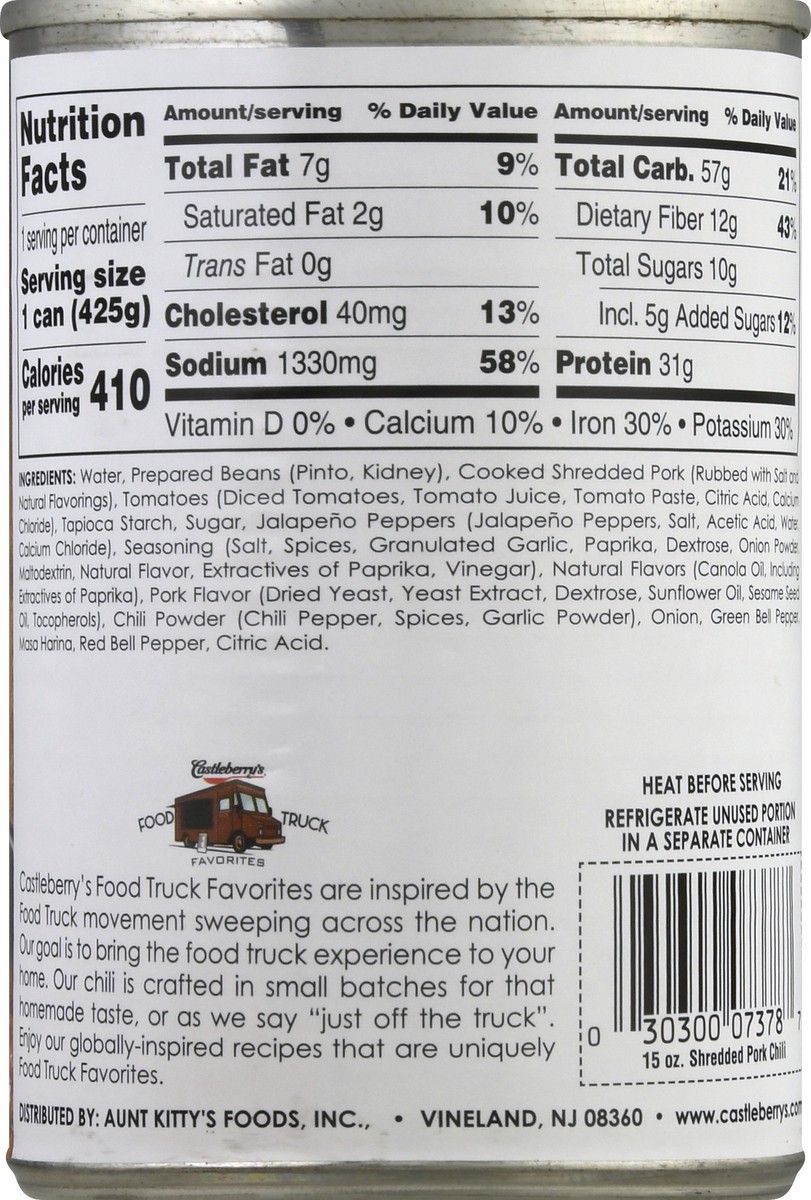 Nutrition Facts
1 serving per container
Serving size
1 can (425g)
Calories per serving 410
Amount/serving % Daily Value
Total Fat 7g 9%
Saturated Fat 2g 10%
Trans Fat 0g
Cholesterol 40mg 13%
Sodium 1330mg 58%
Amount/serving % Daily Value
Total Carb. 57g 21%
Dietary Fiber 12g 43%
Total Sugars 10g
Incl. 5g Added Sugars 12%
Protein 31g
Vitamin D 0% • Calcium 10% • Iron 30% • Potassium 30%
INGREDIENTS: Water, Prepared Beans (Pinto, Kidney), Cooked Shredded Pork (Rubbed with Salt and
Natural Flavorings), Tomatoes (Diced Tomatoes, Tomato Juice, Tomato Paste, Citric Acid, Calcium
Chloride), Tapioca Starch, Sugar, Jalapeño Peppers (Jalapeño Peppers, Salt, Acetic Acid, Water,
Calcium Chloride), Seasoning (Salt, Spices, Granulated Garlic, Paprika, Dextrose, Onion Powder,
Maltodextrin, Natural Flavor, Extractives of Paprika, Vinegar), Natural Flavors (Canola Oil, Including
Extractives of Paprika), Pork Flavor (Dried Yeast, Yeast Extract, Dextrose, Sunflower Oil, Sesame Seed
Oil, Tocopherols), Chili Powder (Chili Pepper, Spices, Garlic Powder), Onion, Green Bell Pepper,
Masa Harina, Red Bell Pepper, Citric Acid.
Castleberry's
FOOD TRUCK
FAVORITES
Castleberry's Food Truck Favorites are inspired by the
Food Truck movement sweeping across the nation.
Our goal is to bring the food truck experience to your
home. Our chili is crafted in small batches for that
homemade taste, or as we say "just off the truck".
Enjoy our globally-inspired recipes that are uniquely
Food Truck Favorites.
HEAT BEFORE SERVING
REFRIGERATE UNUSED PORTION
IN A SEPARATE CONTAINER
0 30300 07378 7
15 oz. Shredded Pork Chili
DISTRIBUTED BY: AUNT KITTY'S FOODS, INC., • VINELAND, NJ 08360 • www.castleberrys.com